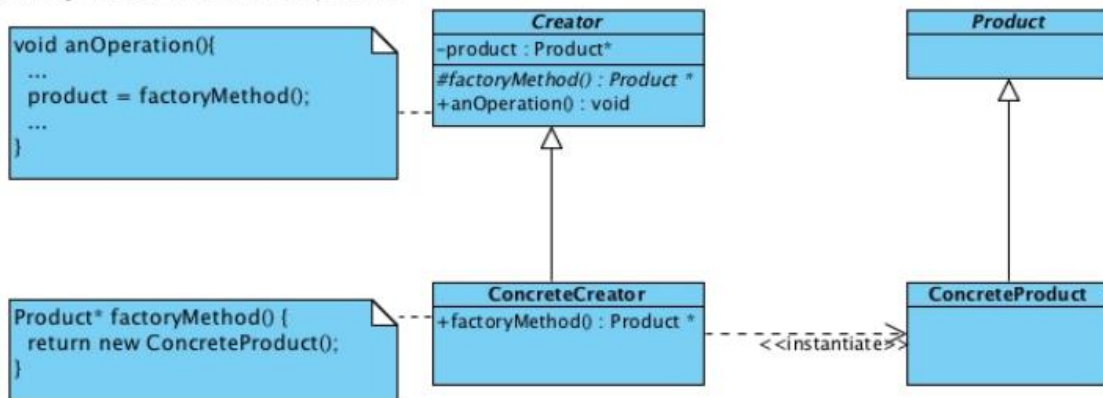 void anOperation(){
...
product = factoryMethod();
...
}
Creator
-product : Product*
#factoryMethod() : Product *
+anOperation() : void
Product
Product* factoryMethod() {
return new ConcreteProduct();
}
ConcreteCreator
+factoryMethod() : Product *
<<instantiate>>
ConcreteProduct